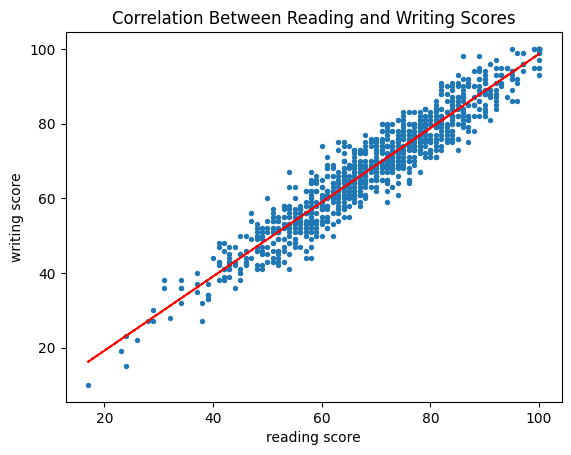 Correlation Between Reading and Writing Scores
100
80
60
40
20
writing score
20 40 60 80 100
reading score